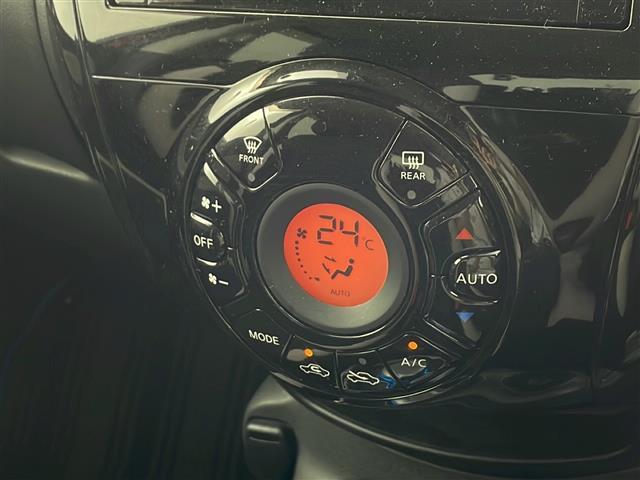 FRONT
REAR
+
OFF
−
24°C
AUTO
AUTO
MODE
A/C